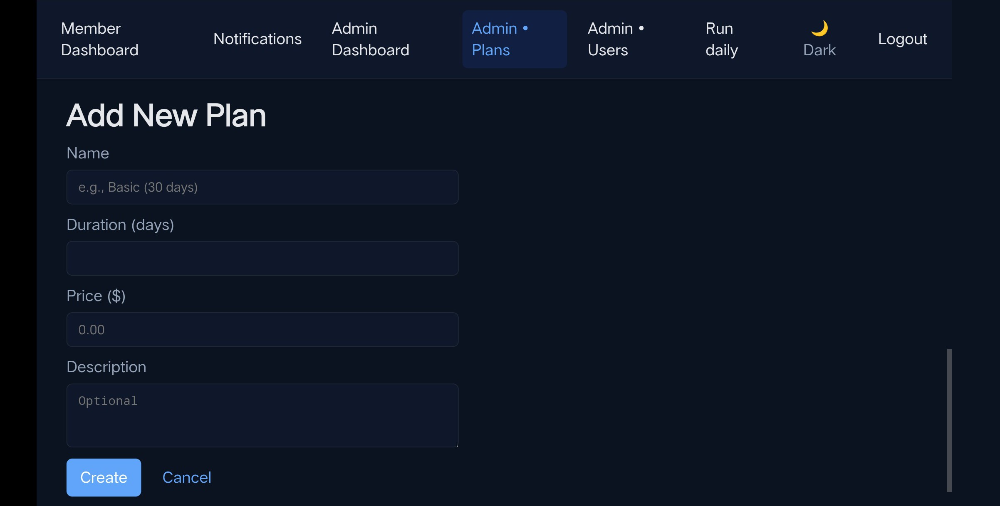 Member
Dashboard
Notifications
Admin
Dashboard
Admin •
Plans
Admin •
Users
Run
daily
🌙
Dark
Logout
Add New Plan
Name
e.g., Basic (30 days)
Duration (days)
Price ($)
0.00
Description
Optional
Create
Cancel